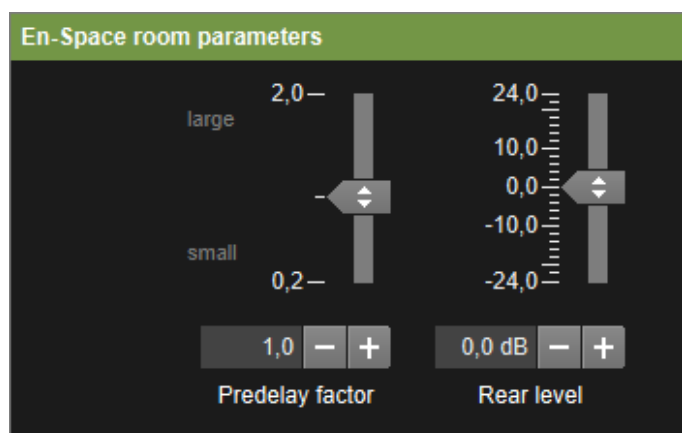 En-Space room parameters
2,0
large
small
0,2
24,0
10,0
0,0
-10,0
-24,0
1,0 − +
0,0 dB − +
Predelay factor
Rear level